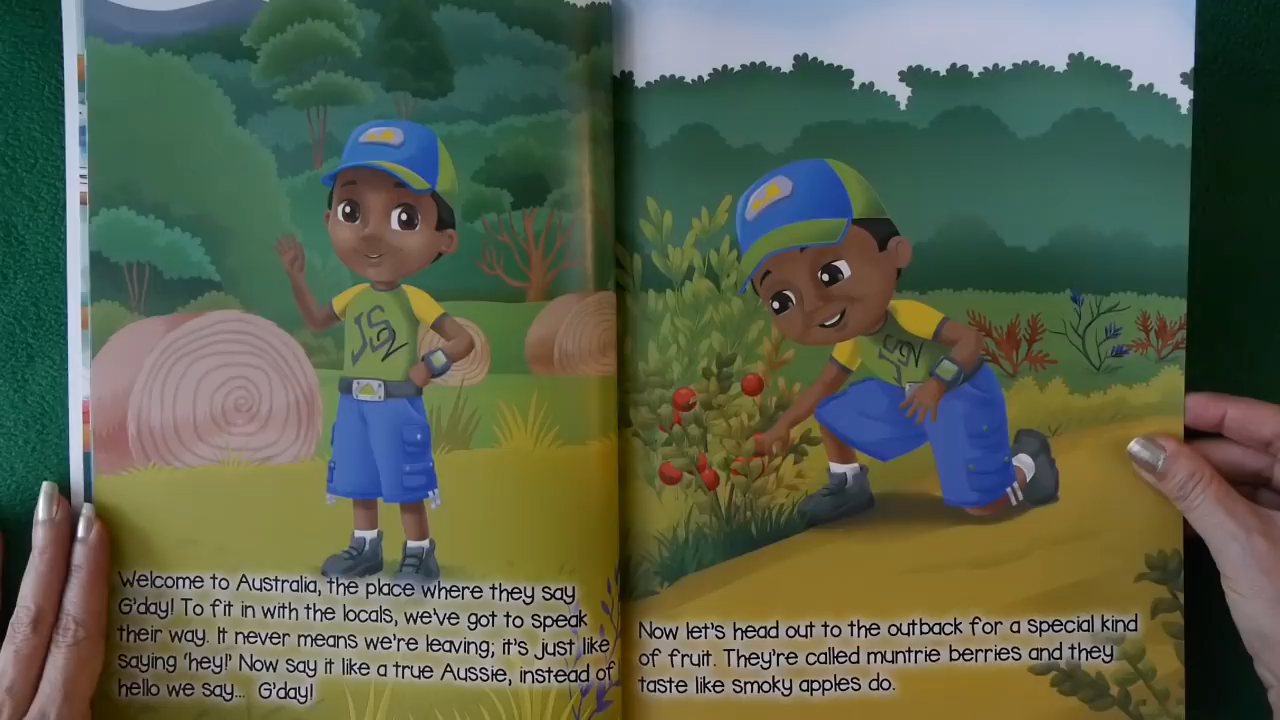 JS2
JS2
Welcome to Australia, the place where they say
G'day! To fit in with the locals, we've got to speak
their way. It never means we're leaving; it's just like
saying 'hey!' Now say it like a true Aussie, instead of
hello we say... G'day!
Now let's head out to the outback for a special kind
of fruit. They're called muntrie berries and they
taste like smoky apples do.